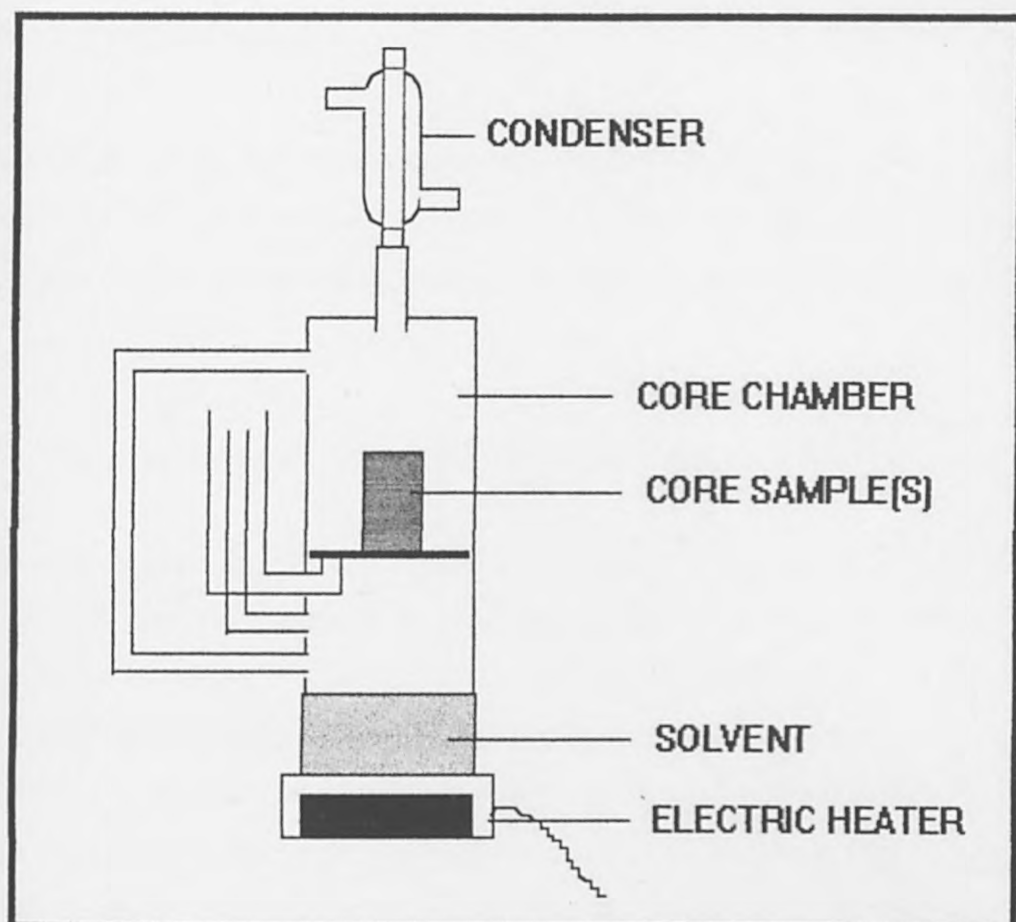 CONDENSER
CORE CHAMBER
CORE SAMPLE(S)
SOLVENT
ELECTRIC HEATER